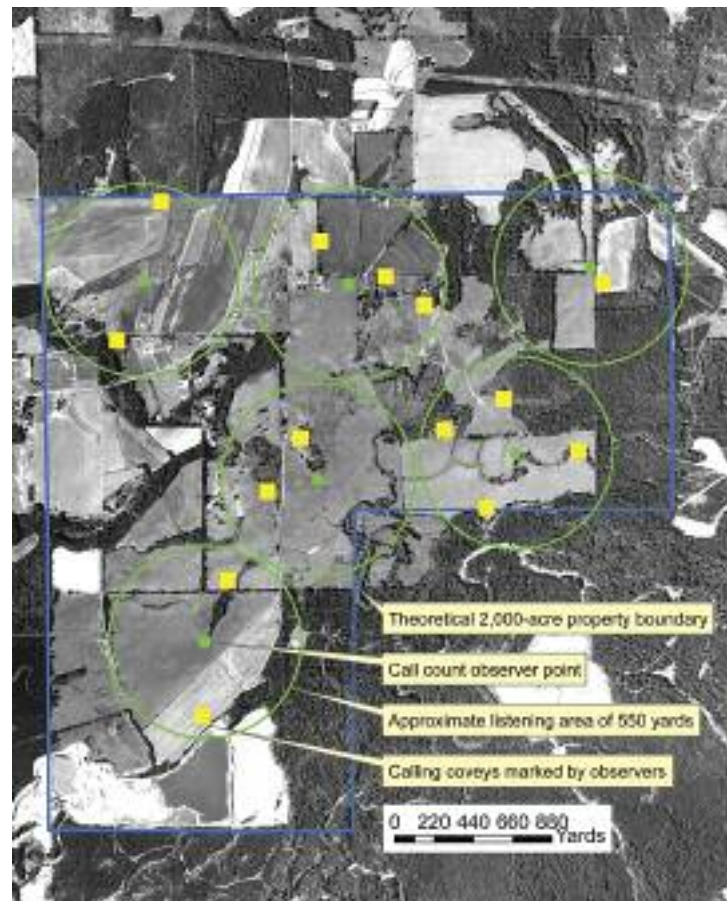 Theoretical 2,000-acre property boundary
Call count observer point
Approximate listening area of 550 yards
Calling coveys marked by observers
0 220 440 660 880
Yards